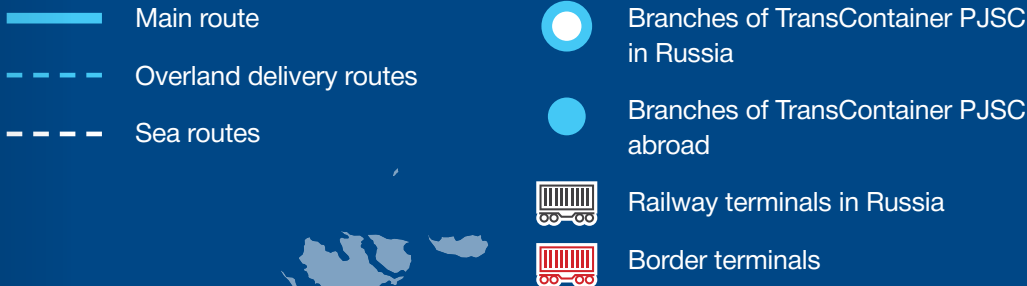 Main route
Overland delivery routes
Sea routes
Branches of TransContainer PJSC
in Russia
Branches of TransContainer PJSC
abroad
Railway terminals in Russia
Border terminals